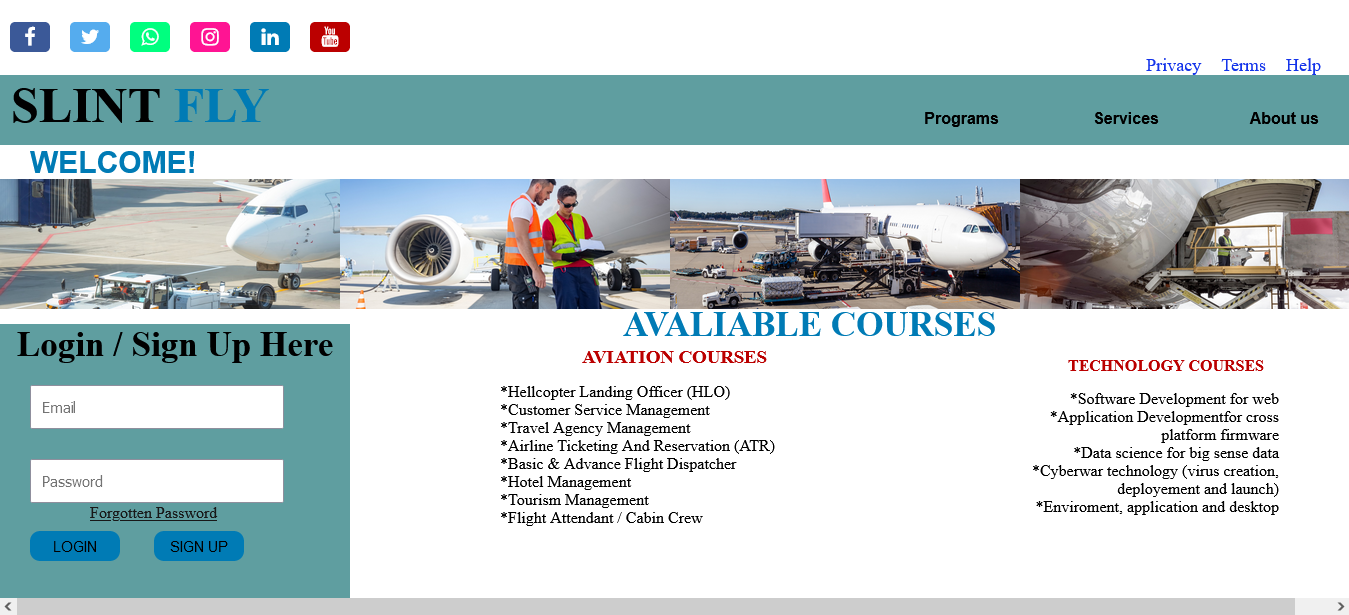 You Tube
Privacy Terms Help
SLINT FLY
Programs Services About us
WELCOME!
AVALIABLE COURSES
Login / Sign Up Here
Email
Password
Forgotten Password
LOGIN SIGN UP
AVIATION COURSES
*Hellcopter Landing Officer (HLO)
*Customer Service Management
*Travel Agency Management
*Airline Ticketing And Reservation (ATR)
*Basic & Advance Flight Dispatcher
*Hotel Management
*Tourism Management
*Flight Attendant / Cabin Crew
TECHNOLOGY COURSES
*Software Development for web
*Application Developmentfor cross
platform firmware
*Data science for big sense data
*Cyberwar technology (virus creation,
deployement and launch)
*Enviroment, application and desktop